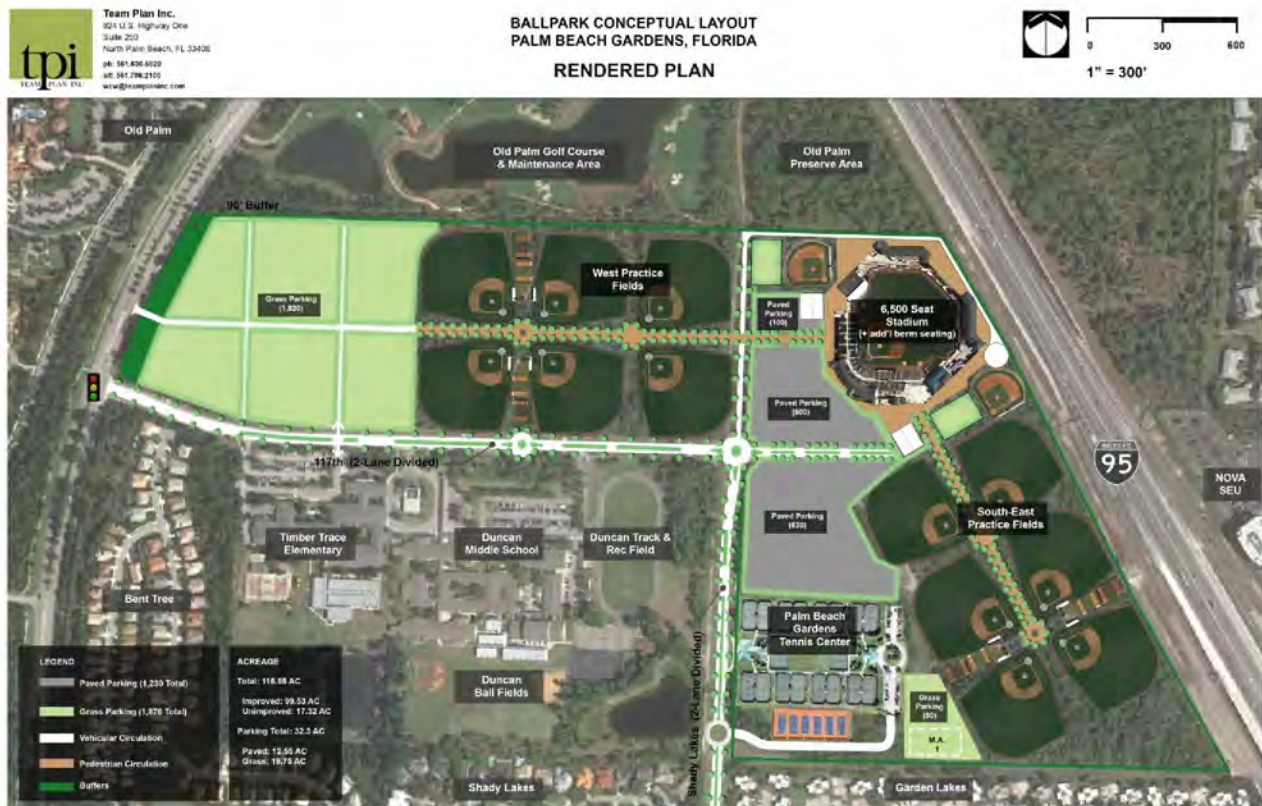 tpi
TEAM PLAN INC
Team Plan Inc.
824 U.S. Highway One
Suite 250
North Palm Beach, FL 33408
BALLPARK CONCEPTUAL LAYOUT
PALM BEACH GARDENS, FLORIDA
RENDERED PLAN
0 300 600
1" = 300'
Old Palm
Old Palm Golf Course
& Maintenance Area
Old Palm
Preserve Area
90' Buffer
Grass Parking
(1,820)
West Practice
Fields
Paved
Parking
(100)
6,500 Seat
Stadium
(+ add'l berm seating)
Paved Parking
(500)
117th (2-Lane Divided)
95
NOVA
SEU
Timber Trace
Elementary
Duncan
Middle School
Duncan Track &
Rec Field
Paved Parking
(630)
South-East
Practice Fields
Bent Tree
Palm Beach
Gardens
Tennis Center
Shady Lakes (2-Lane Divided)
Duncan
Ball Fields
Grass
Parking
(50)
M.A.
1
LEGEND
Paved Parking (1,230 Total)
Grass Parking (1,870 Total)
Vehicular Circulation
Pedestrian Circulation
Buffers
ACREAGE
Improved: 99.53 AC
Unimproved: 17.32 AC
Parking Total: 32.3 AC
Paved: 12.55 AC
Grass: 19.75 AC
Shady Lakes
Garden Lakes